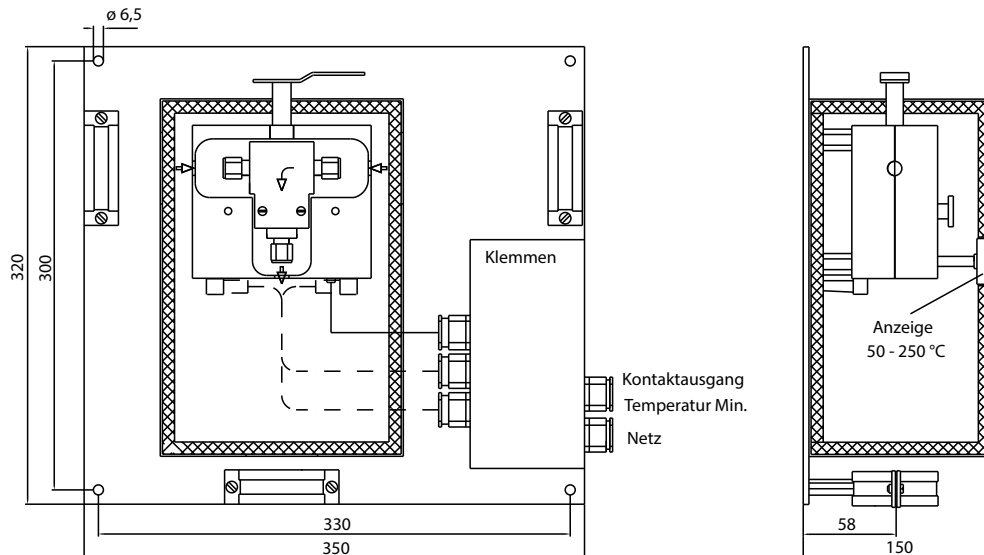 ø 6,5
320
300
Klemmen
Anzeige
50 - 250 °C
Kontaktausgang
Temperatur Min.
Netz
330
350
58
150